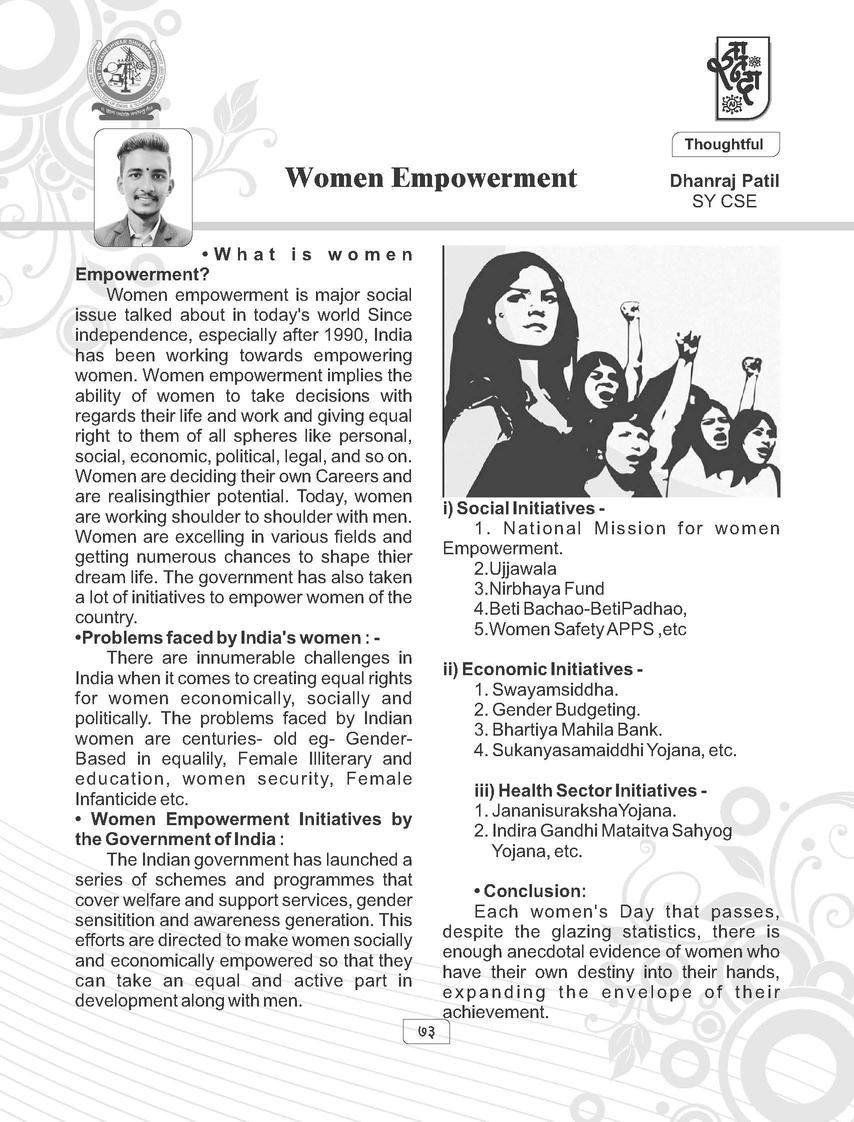 Thoughtful
Women Empowerment
Dhanraj Patil
SY CSE
•What is women
Empowerment?
Women empowerment is major social
issue talked about in today's world Since
independence, especially after 1990, India
has been working towards empowering
women. Women empowerment implies the
ability of women to take decisions with
regards their life and work and giving equal
right to them of all spheres like personal,
social, economic, political, legal, and so on.
Women are deciding their own Careers and
are realisingthier potential. Today, women
are working shoulder to shoulder with men.
Women are excelling in various fields and
getting numerous chances to shape thier
dream life. The government has also taken
a lot of initiatives to empower women of the
country.
•Problems faced by India's women : -
There are innumerable challenges in
India when it comes to creating equal rights
for women economically, socially and
politically. The problems faced by Indian
women are centuries- old eg- Gender-
Based in equalily, Female Illiterary and
education, women security, Female
Infanticide etc.
• Women Empowerment Initiatives by
the Government of India :
The Indian government has launched a
series of schemes and programmes that
cover welfare and support services, gender
sensitition and awareness generation. This
efforts are directed to make women socially
and economically empowered so that they
can take an equal and active part in
development along with men.
i) Social Initiatives -
1. National Mission for women
Empowerment.
2.Ujjawala
3.Nirbhaya Fund
4.Beti Bachao-BetiPadhao,
5.Women Safety APPS ,etc
ii) Economic Initiatives -
1. Swayamsiddha.
2. Gender Budgeting.
3. Bhartiya Mahila Bank.
4. Sukanyasamaiddhi Yojana, etc.
iii) Health Sector Initiatives -
1. JananisurakshaYojana.
2. Indira Gandhi Mataitva Sahyog
Yojana, etc.
• Conclusion:
Each women's Day that passes,
despite the glazing statistics, there is
enough anecdotal evidence of women who
have their own destiny into their hands,
expanding the envelope of their
achievement.
७३